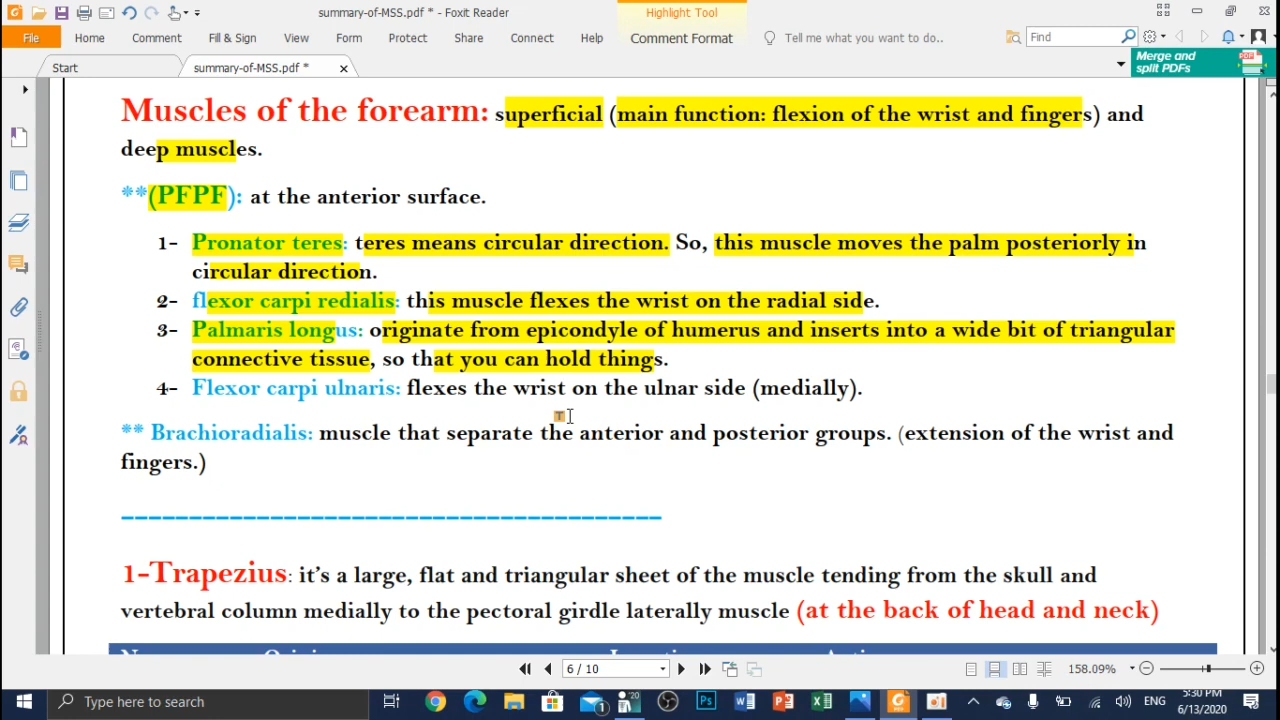 summary-of-MSS.pdf * - Foxit Reader
Highlight Tool
File Home Comment Fill & Sign View Form Protect Share Connect Help Comment Format Tell me what you want to do.. Find
Start summary-of-MSS.pdf *
Merge and
split PDFs
Muscles of the forearm: superficial (main function: flexion of the wrist and fingers) and
deep muscles.
**(PFPF): at the anterior surface.
1- Pronator teres: teres means circular direction. So, this muscle moves the palm posteriorly in
circular direction.
2- flexor carpi redialis: this muscle flexes the wrist on the radial side.
3- Palmaris longus: originate from epicondyle of humerus and inserts into a wide bit of triangular
connective tissue, so that you can hold things.
4- Flexor carpi ulnaris: flexes the wrist on the ulnar side (medially).
** Brachioradialis: muscle that separate the anterior and posterior groups. (extension of the wrist and
fingers.)
1-Trapezius: it's a large, flat and triangular sheet of the muscle tending from the skull and
vertebral column medially to the pectoral girdle laterally muscle (at the back of head and neck)
6 / 10 158.09%
Type here to search
ENG
5:30 PM
6/13/2020